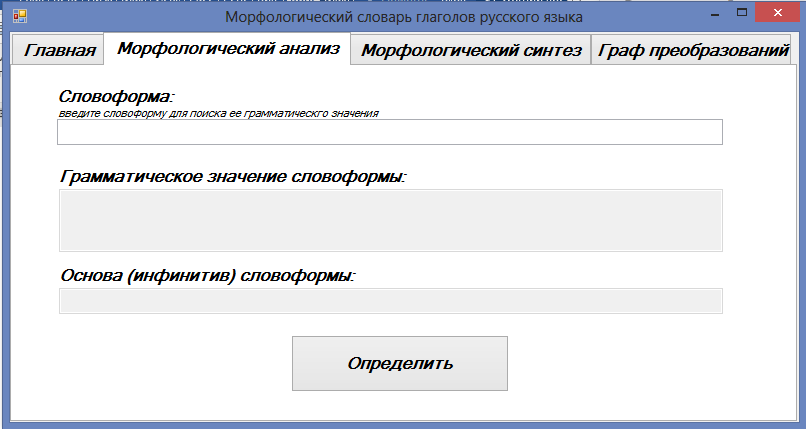 Морфологический словарь глаголов русского языка
Главная Морфологический анализ Морфологический синтез Граф преобразований
Словоформа:
введите словоформу для поиска ее грамматичесrго значения
Грамматическое значение словоформы:
Основа (инфинитив) словоформы:
Определить